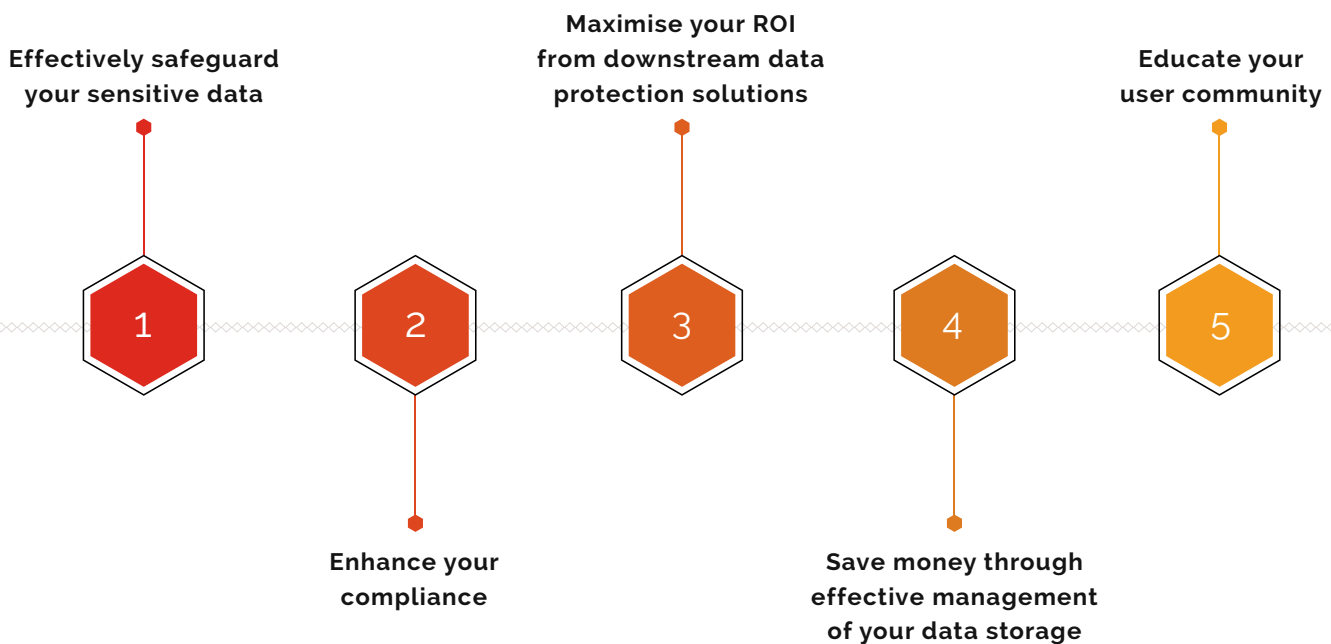 Effectively safeguard
your sensitive data
Maximise your ROI
from downstream data
protection solutions
Educate your
user community
1
2
3
4
5
Enhance your
compliance
Save money through
effective management
of your data storage